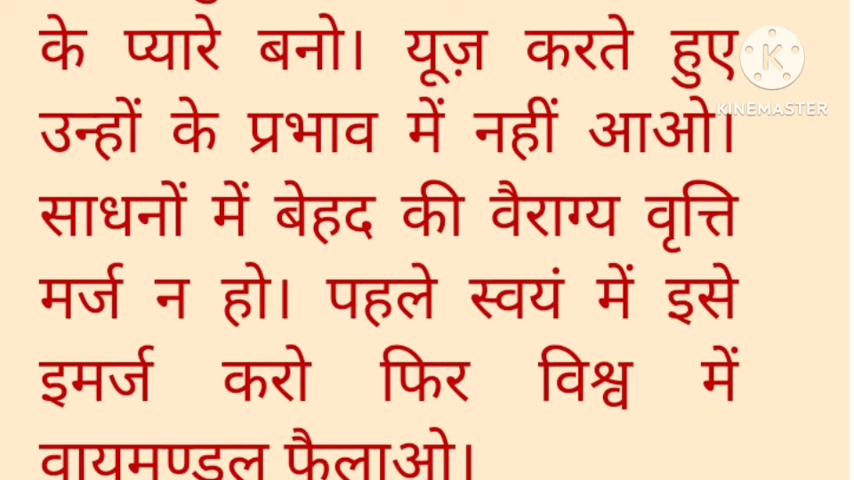 के प्यारे बनो। यूज़ करते हुए
उन्हों के प्रभाव में नहीं आओ।
साधनों में बेहद की वैराग्य वृत्ति
मर्ज न हो। पहले स्वयं में इसे
इमर्ज करो फिर विश्व में
वायुमण्डल फैलाओ।
K
KINEMASTER